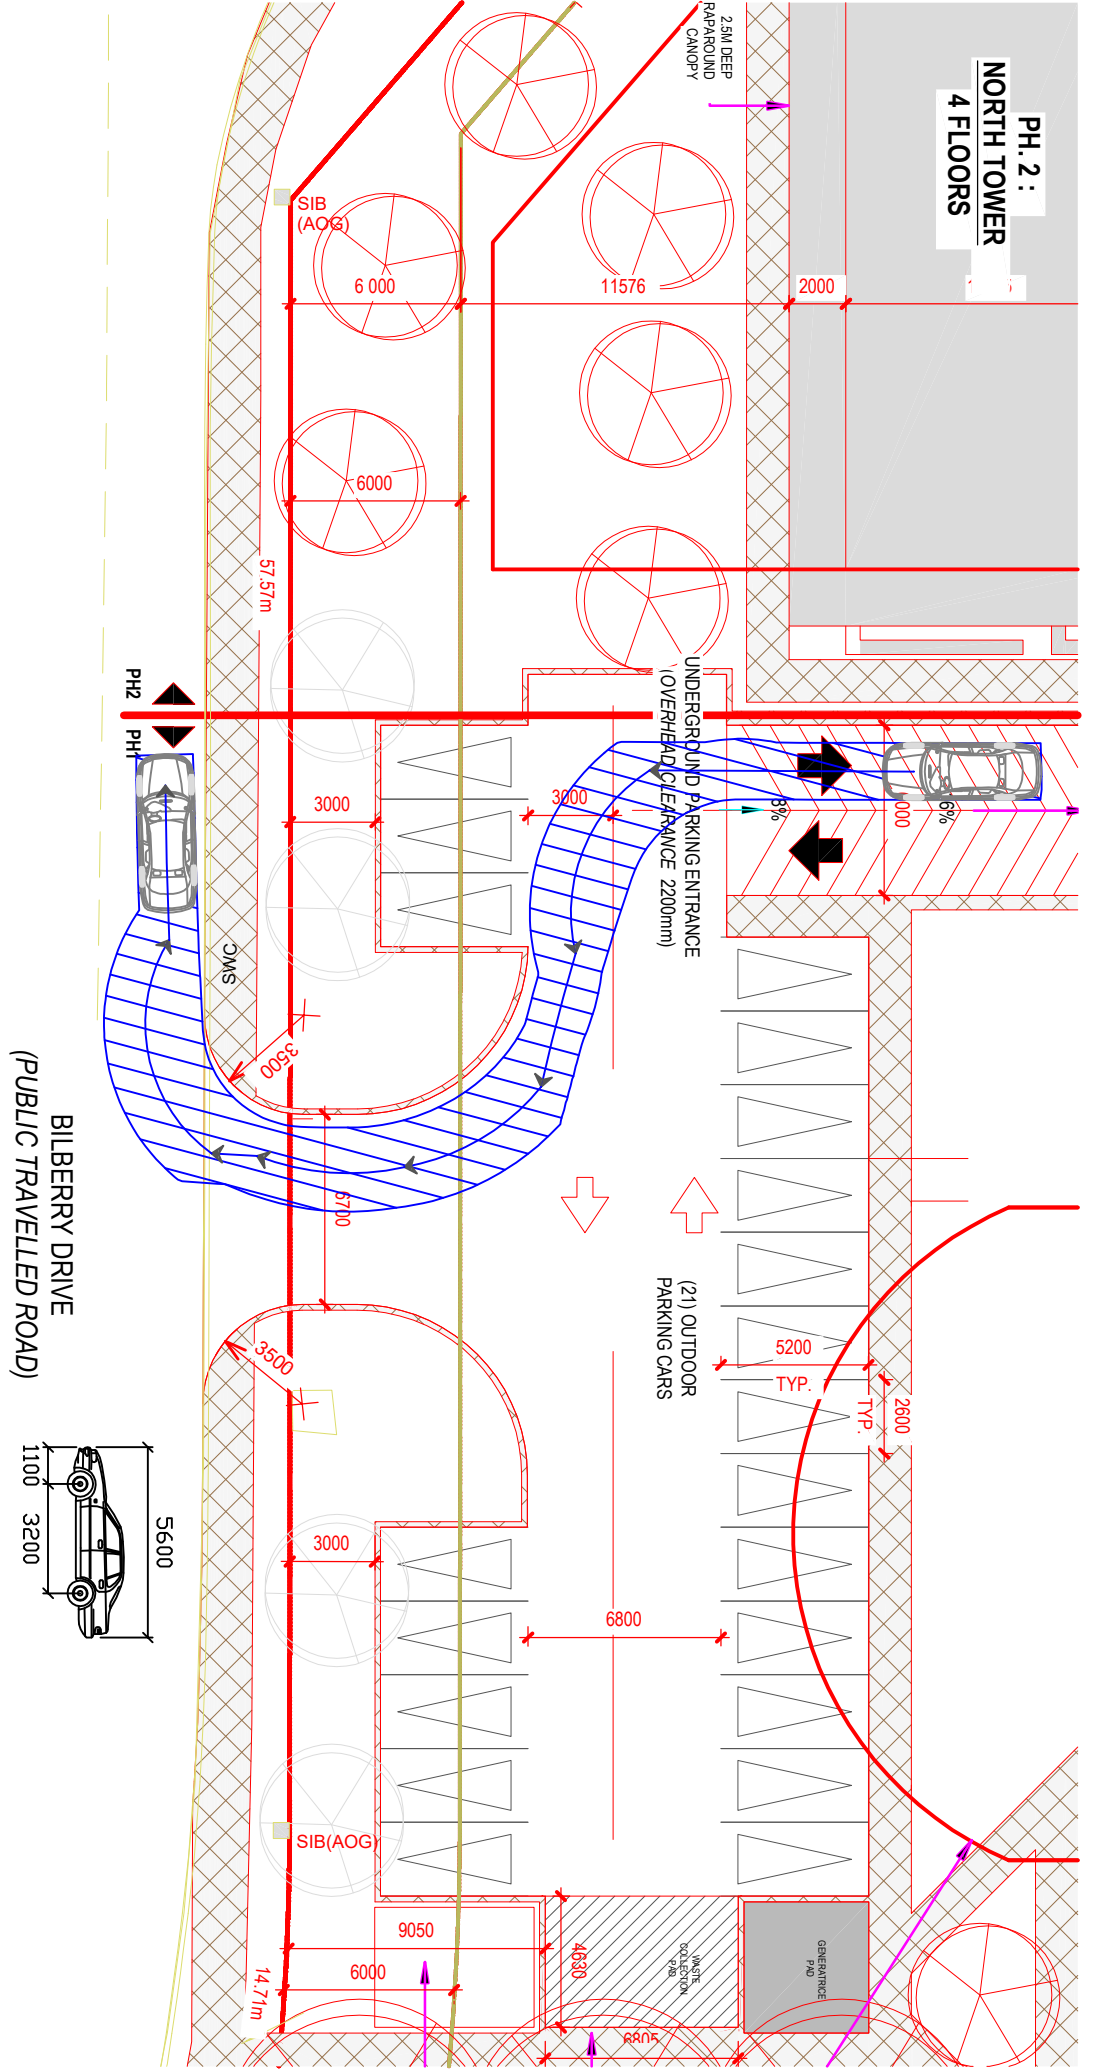 2.5M DEEP
RAPAROUND
CANOPY
PH. 2 :
NORTH TOWER
4 FLOORS
SIB
(AOG)
6 000
11576
2000
6000
57.57m
PH2
PH1
UNDERGROUND PARKING ENTRANCE
(OVERHEAD CLEARANCE 2200mm)
3000
3000
8%
6%
000
SWC
3500
6700
BILBERRY DRIVE
(PUBLIC TRAVELLED ROAD)
(21) OUTDOOR
PARKING CARS
5200
TYP.
2600
TYP.
3500
5600
1100
3200
3000
6800
SIB(AOG)
9050
6000
14.71m
4630
WASTE
COLLECTION
PAD
GENERATRICE
PAD
6805